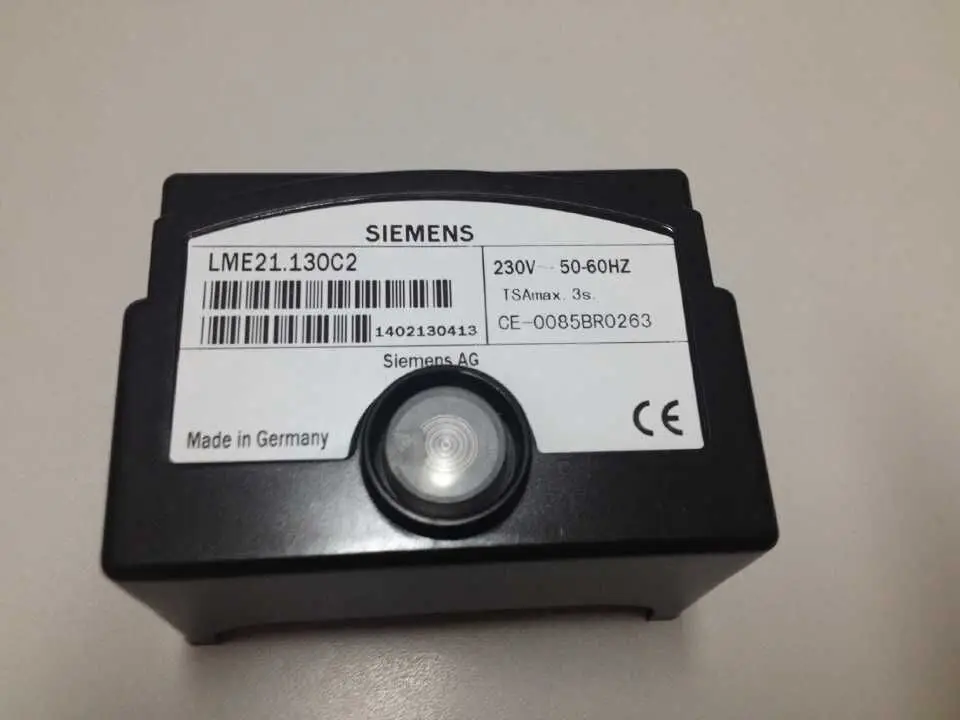 SIEMENS
LME21.130C2
1402130413
230V~ 50-60HZ
TSAmax. 3s.
CE-0085BR0263
Siemens AG
Made in Germany
CE